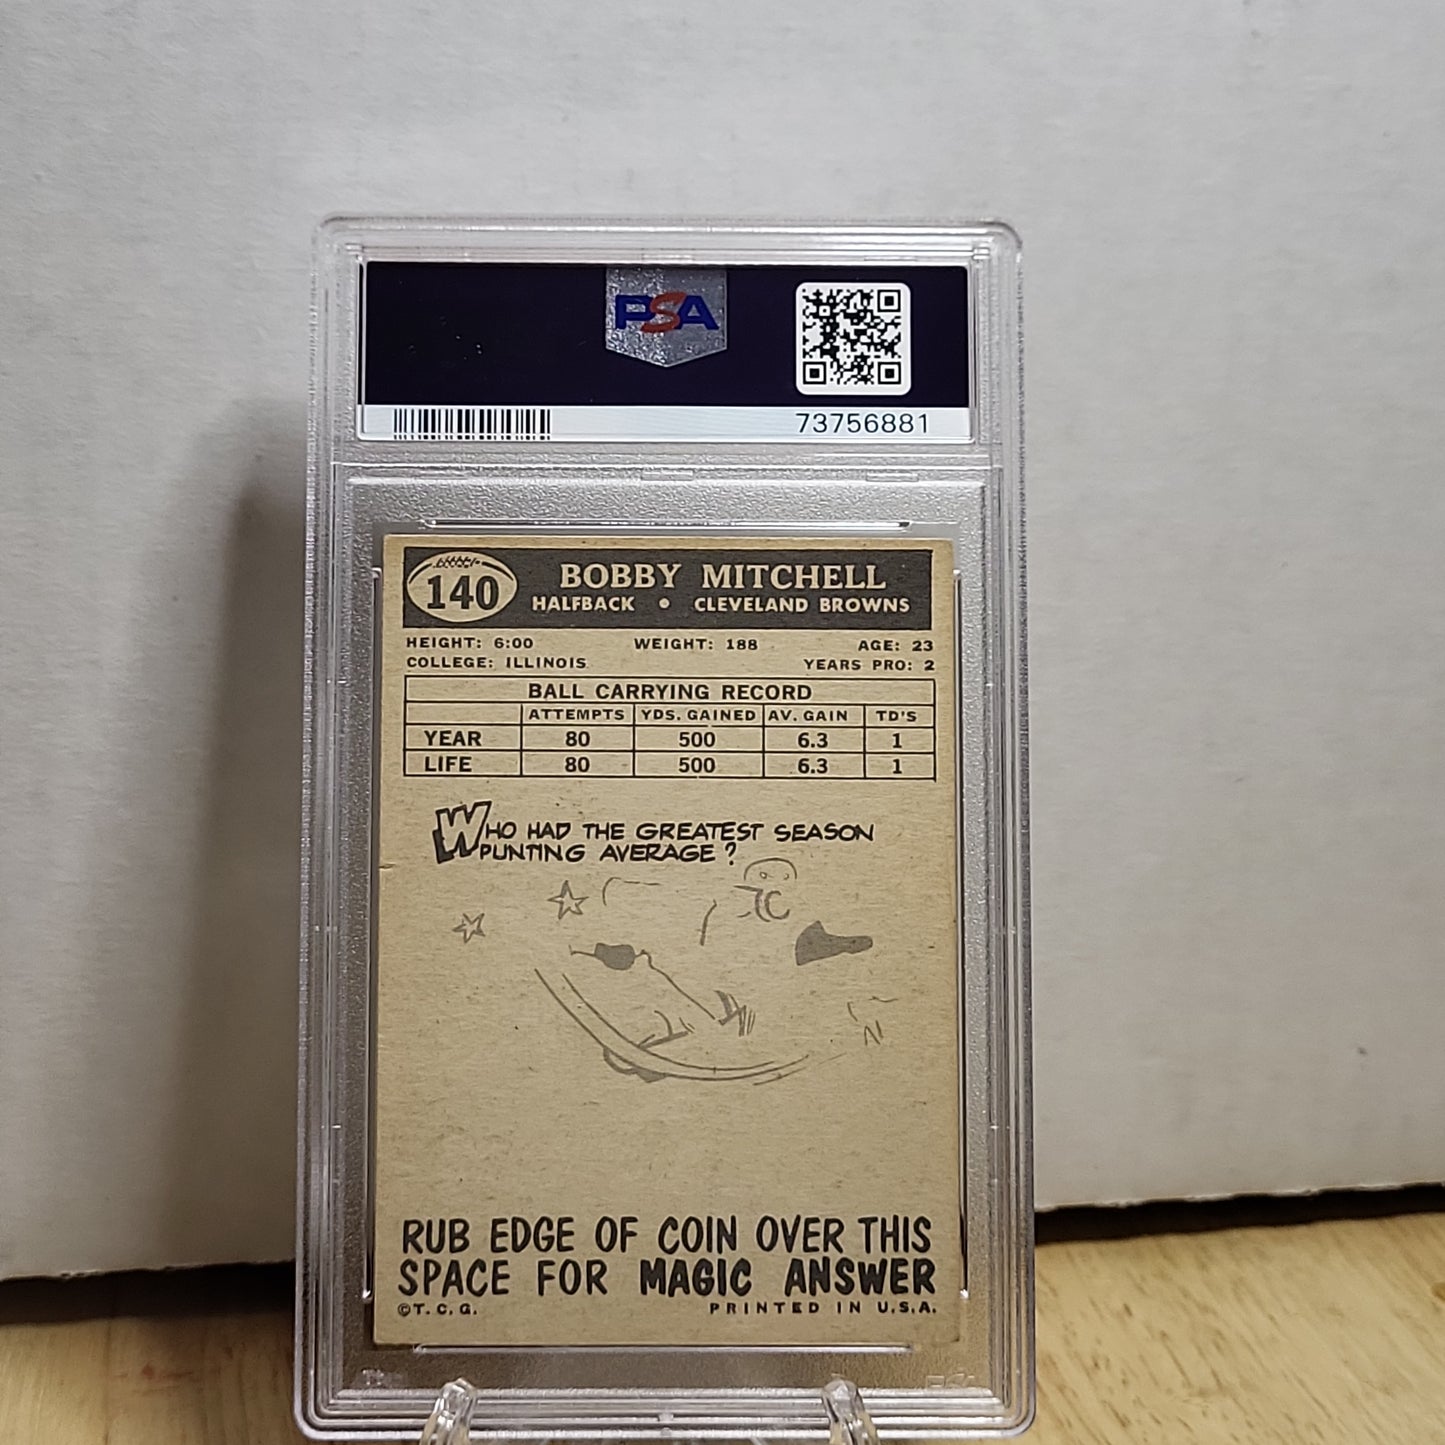 PSA
73756881
140
BOBBY MITCHELL
HALFBACK • CLEVELAND BROWNS
HEIGHT: 6:00 WEIGHT: 188 AGE: 23
COLLEGE: ILLINOIS YEARS PRO: 2
BALL CARRYING RECORD
ATTEMPTS YDS. GAINED AV. GAIN TD'S
YEAR 80 500 6.3 1
LIFE 80 500 6.3 1
WHO HAD THE GREATEST SEASON
PUNTING AVERAGE?
RUB EDGE OF COIN OVER THIS
SPACE FOR MAGIC ANSWER
©T.C.G. PRINTED IN U.S.A.